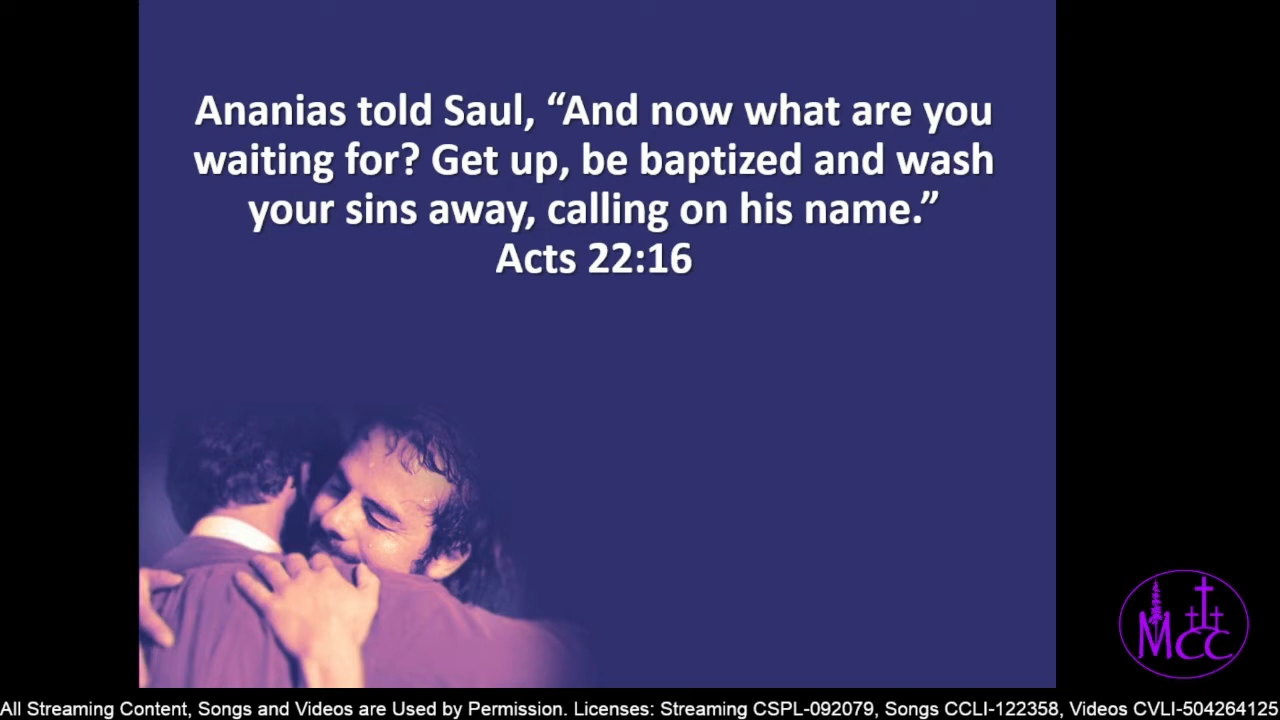 Ananias told Saul, “And now what are you
waiting for? Get up, be baptized and wash
your sins away, calling on his name.”
Acts 22:16
MCC
All Streaming Content, Songs and Videos are Used by Permission. Licenses: Streaming CSPL-092079, Songs CCLI-122358, Videos CVLI-504264125